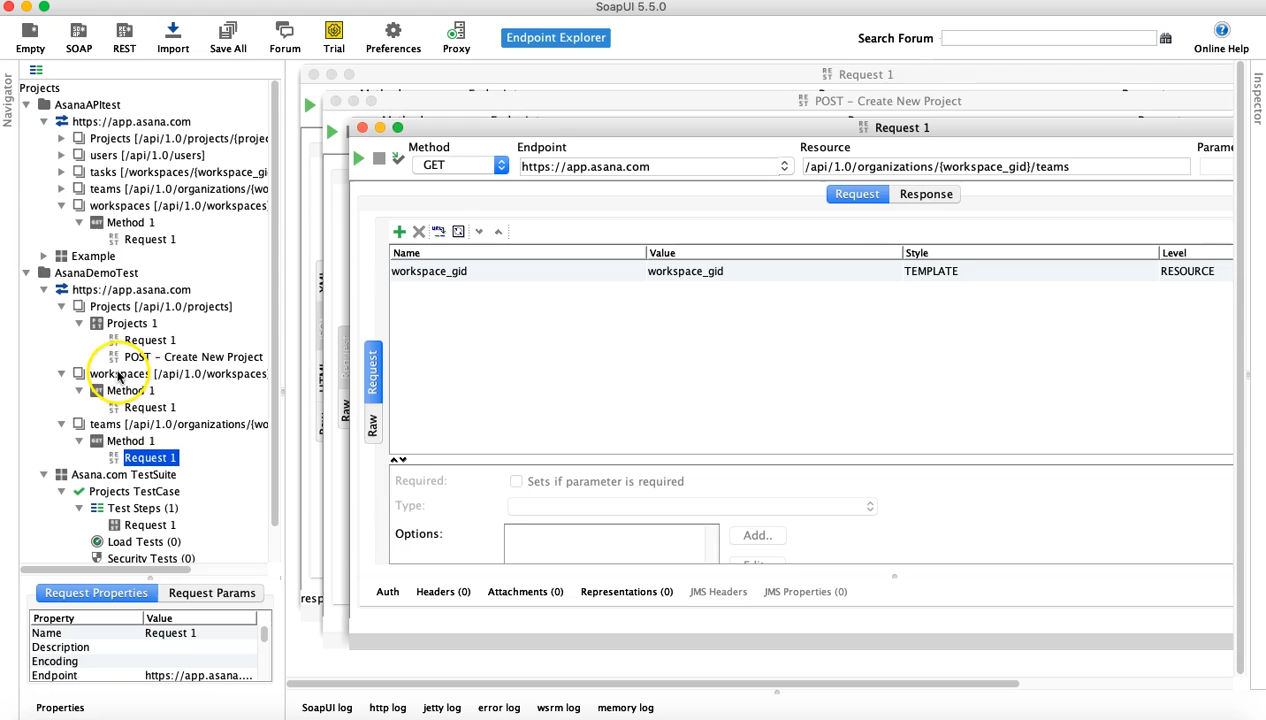 SoapUI 5.5.0
Empty SOAP REST Import Save All Forum Trial Preferences Proxy Endpoint Explorer Search Forum Online Help
Navigator
Projects
AsanaAPItest
https://app.asana.com
Projects [/api/1.0/projects/{projec
users [/api/1.0/users]
tasks [/workspaces/{workspace_gi
teams [/api/1.0/organizations/{wo
workspaces [/api/1.0/workspaces
Method 1
Request 1
Example
AsanaDemoTest
https://app.asana.com
Projects [/api/1.0/projects]
Projects 1
Request 1
POST - Create New Project
workspaces [/api/1.0/workspaces
Method 1
Request 1
teams [/api/1.0/organizations/{wo
Method 1
Request 1
Asana.com TestSuite
Projects TestCase
Test Steps (1)
Request 1
Load Tests (0)
Security Tests (0)
Request Properties Request Params
Property Value
Name Request 1
Description
Encoding
Endpoint https://app.asana....
Properties
Request 1
POST - Create New Project
Request 1
Method Endpoint Resource Parame
GET https://app.asana.com /api/1.0/organizations/{workspace_gid}/teams
Request Response
Name Value Style Level
workspace_gid workspace_gid TEMPLATE RESOURCE
Request
Raw
Raw
Required: Sets if parameter is required
Type:
Options: Add..
Auth Headers (0) Attachments (0) Representations (0) JMS Headers JMS Properties (0)
resp
SoapUI log http log jetty log error log wsrm log memory log
Inspector